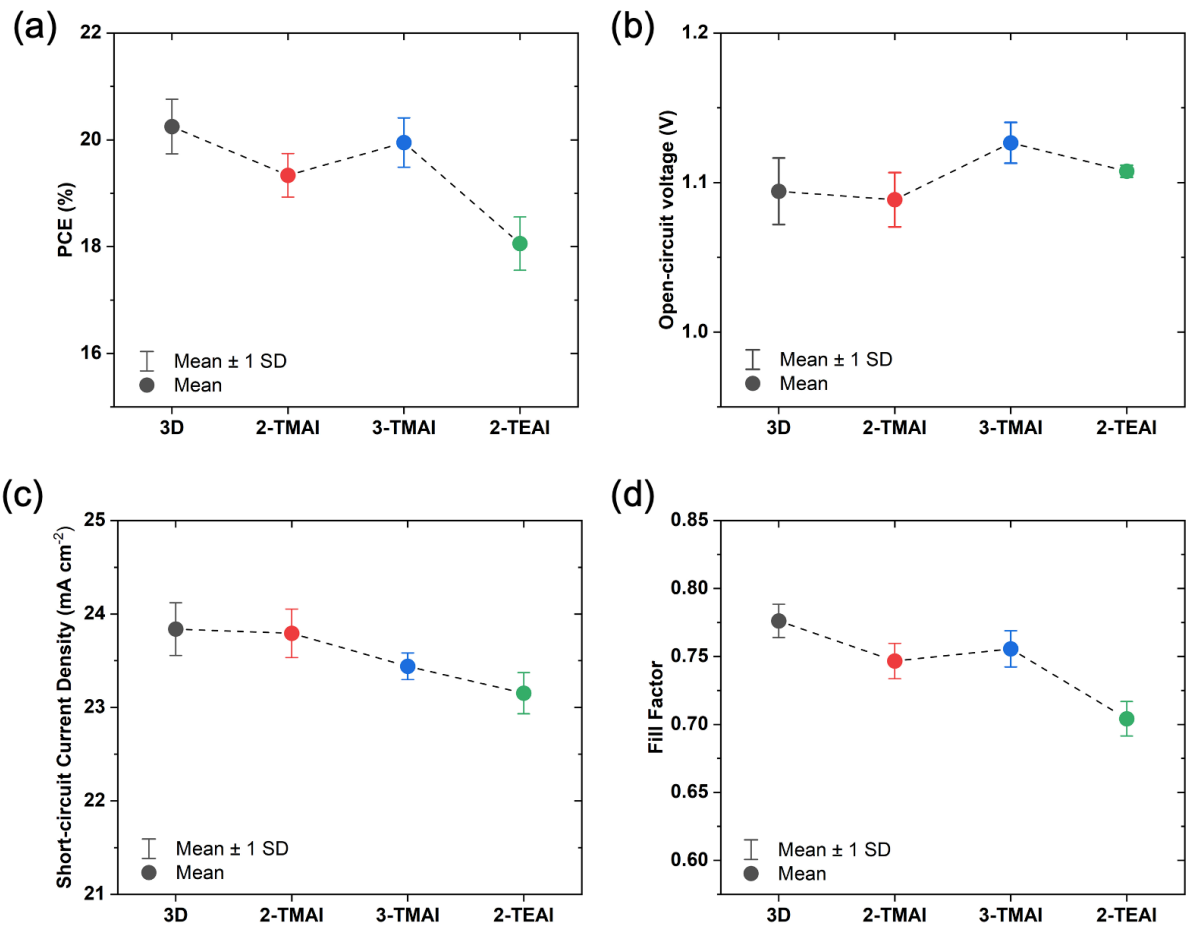 (a)
22
20
18
16
PCE (%)
Mean ± 1 SD
Mean
3D 2-TMAI 3-TMAI 2-TEAI
(b)
1.2
1.1
1.0
Open-circuit voltage (V)
Mean ± 1 SD
Mean
3D 2-TMAI 3-TMAI 2-TEAI
(c)
25
24
23
22
21
Short-circuit Current Density (mA cm⁻²)
Mean ± 1 SD
Mean
3D 2-TMAI 3-TMAI 2-TEAI
(d)
0.85
0.80
0.75
0.70
0.65
0.60
Fill Factor
Mean ± 1 SD
Mean
3D 2-TMAI 3-TMAI 2-TEAI